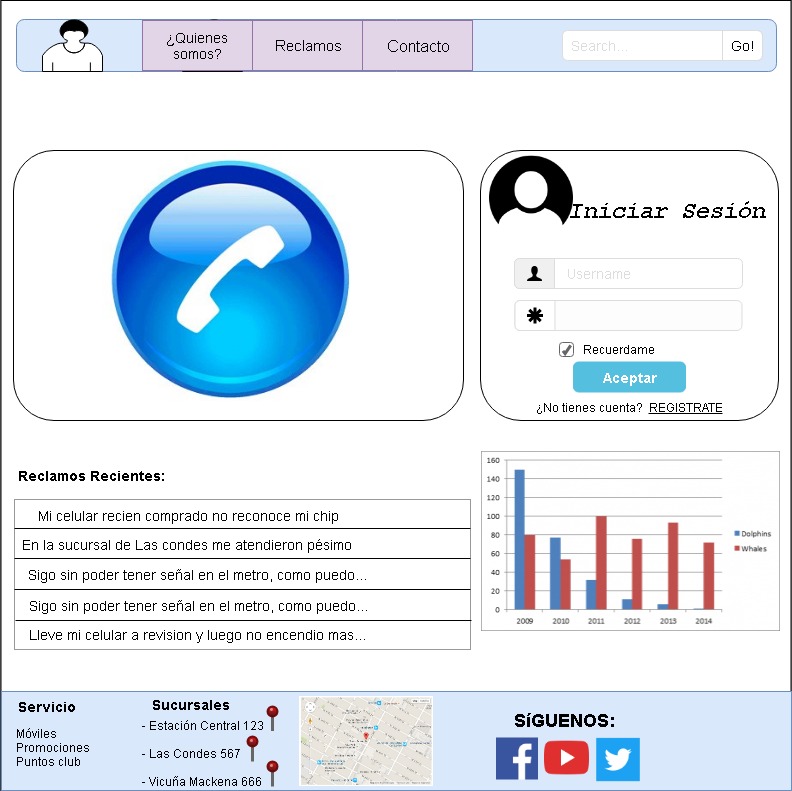 ¿Quienes
somos?
Reclamos
Contacto
Search...
Go!
Iniciar Sesión
Username
Recuerdame
Aceptar
¿No tienes cuenta? REGISTRATE
Reclamos Recientes:
Mi celular recien comprado no reconoce mi chip
En la sucursal de Las condes me atendieron pésimo
Sigo sin poder tener señal en el metro, como puedo...
Sigo sin poder tener señal en el metro, como puedo...
Lleve mi celular a revision y luego no encendio mas...
160
140
120
100
80
60
40
20
0
2009 2010 2011 2012 2013 2014
Dolphins
Whales
Servicio
Móviles
Promociones
Puntos club
Sucursales
- Estación Central 123
- Las Condes 567
- Vicuña Mackena 666
SíGUENOS: